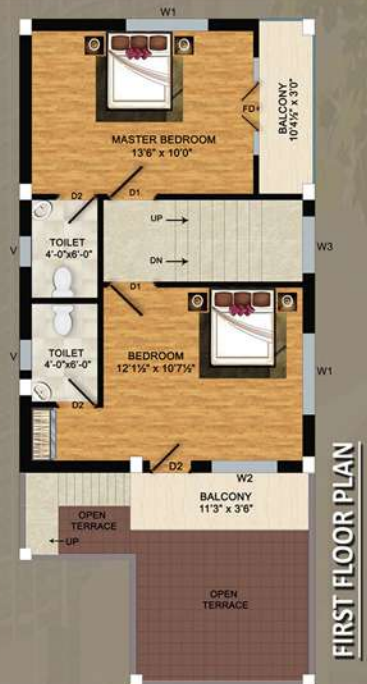 W1
BALCONY
10'4½" x 3'0"
FD
MASTER BEDROOM
13'6" x 10'0"
D2
D1
UP
DN
W3
V
TOILET
4'-0"x6'-0"
D1
V
TOILET
4'-0"x6'-0"
BEDROOM
12'1½" x 10'7½"
W1
D2
D2
W2
BALCONY
11'3" x 3'6"
OPEN
TERRACE
UP
OPEN
TERRACE
FIRST FLOOR PLAN